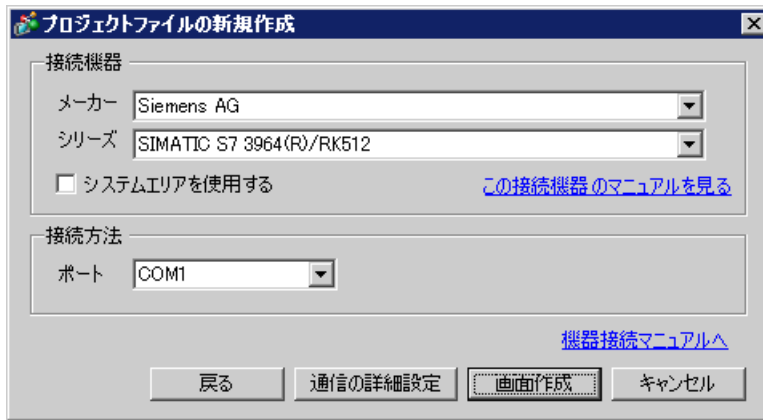 プロジェクトファイルの新規作成
接続機器
メーカー Siemens AG
シリーズ SIMATIC S7 3964(R)/RK512
システムエリアを使用する この接続機器のマニュアルを見る
接続方法
ポート COM1
機器接続マニュアルへ
戻る 通信の詳細設定 画面作成 キャンセル